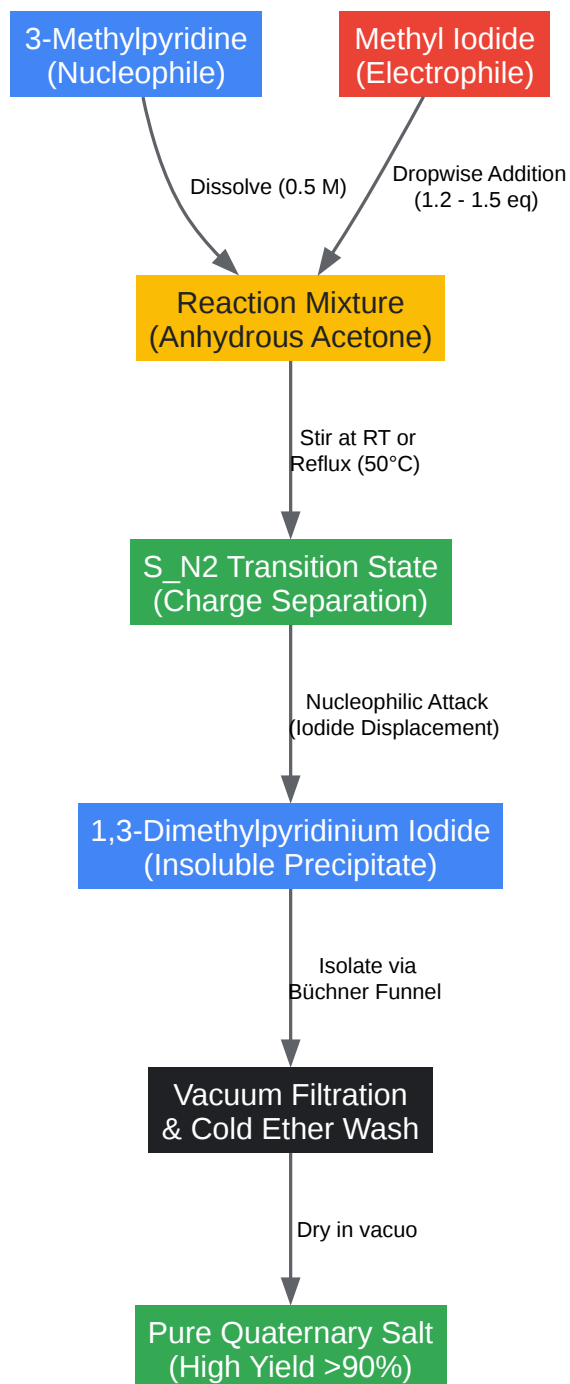 3-Methylpyridine
(Nucleophile)
Methyl Iodide
(Electrophile)
Dissolve (0.5 M)
Dropwise Addition
(1.2 - 1.5 eq)
Reaction Mixture
(Anhydrous Acetone)
Stir at RT or
Reflux (50°C)
S_N2 Transition State
(Charge Separation)
Nucleophilic Attack
(Iodide Displacement)
1,3-Dimethylpyridinium Iodide
(Insoluble Precipitate)
Isolate via
Büchner Funnel
Vacuum Filtration
& Cold Ether Wash
Dry in vacuo
Pure Quaternary Salt
(High Yield >90%)